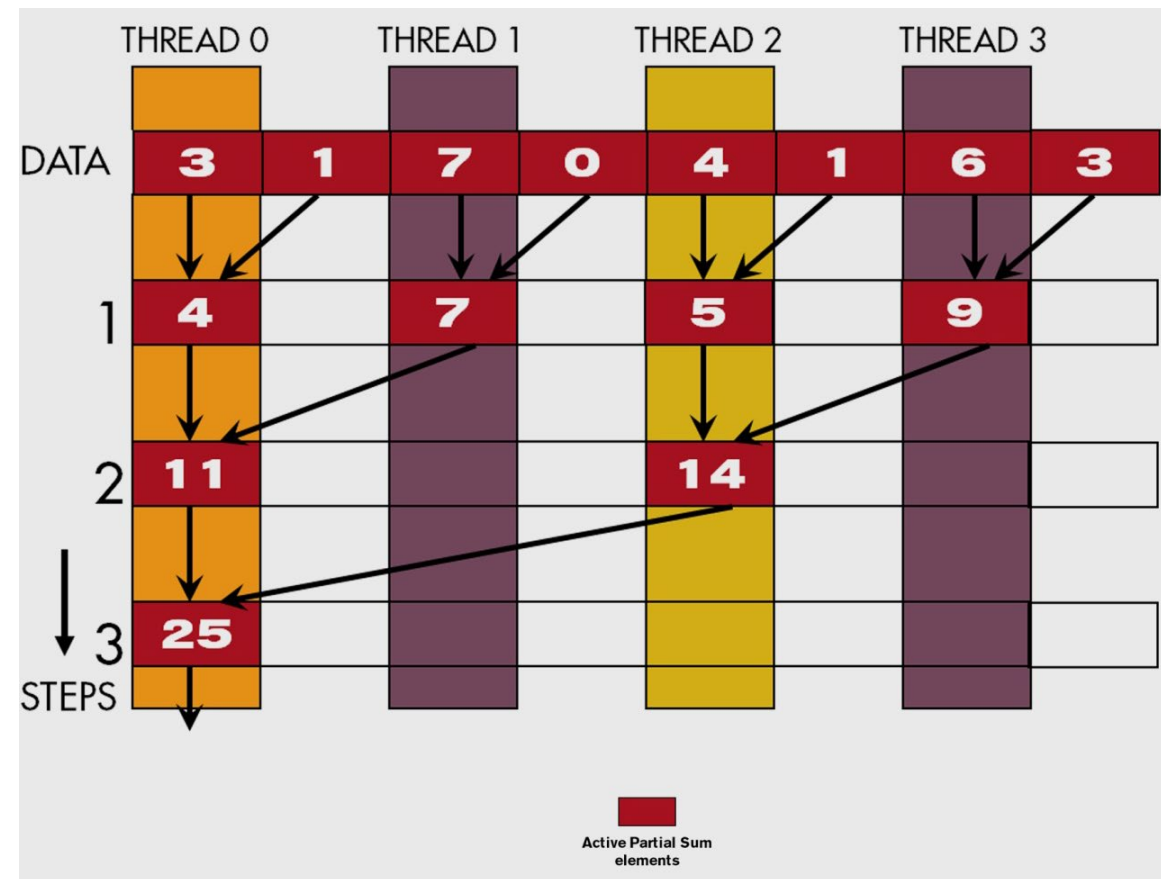 THREAD 0 THREAD 1 THREAD 2 THREAD 3
DATA 3 1 7 0 4 1 6 3
1 4 7 5 9
2 11 14
3 25
STEPS
Active Partial Sum
elements